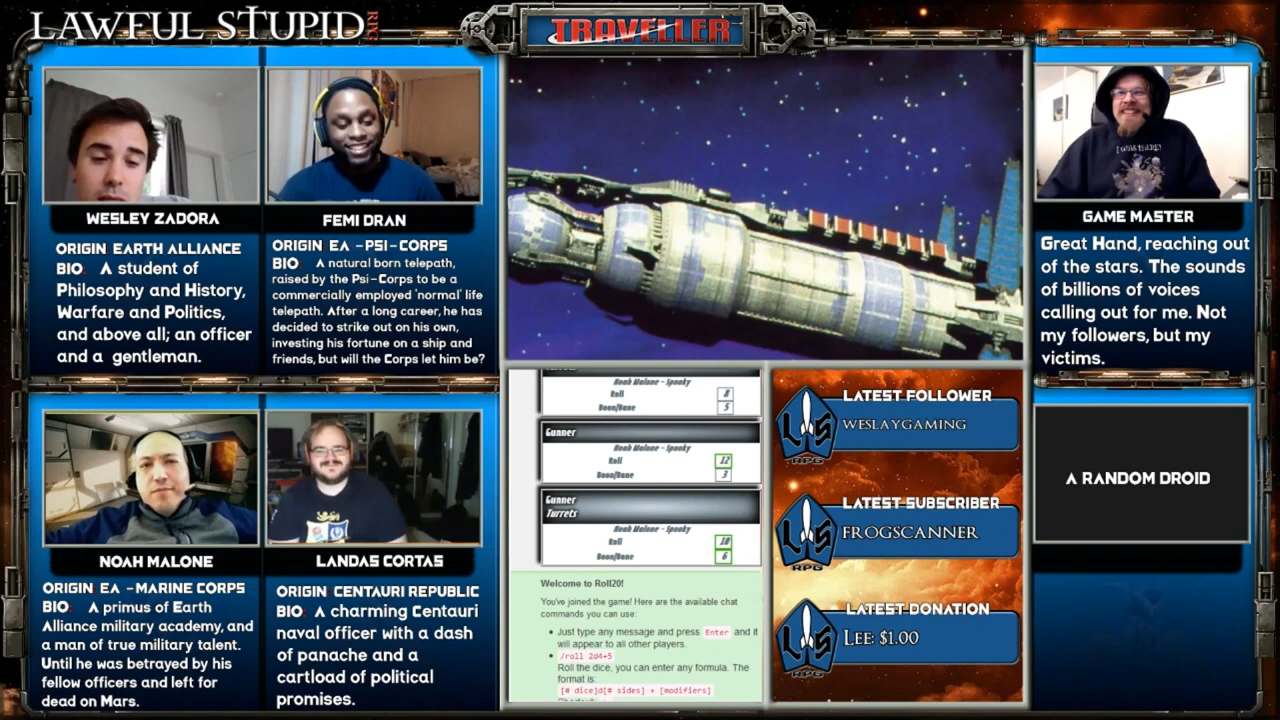 LAWFUL STUPID RPG
TRAVELLER
WESLEY ZADORA
ORIGIN: EARTH ALLIANCE
BIO: A student of
Philosophy and History,
Warfare and Politics,
and above all; an officer
and a gentleman.
FEMI DRAN
ORIGIN: EA - PSI-CORPS
BIO: A natural born telepath,
raised by the Psi-Corps to be a
commercially employed 'normal' life
telepath. After a long career, he has
decided to strike out on his own,
investing his fortune on a ship and
friends, but will the Corps let him be?
I WAS THERE!
GAME MASTER
Great Hand, reaching out
of the stars. The sounds
of billions of voices
calling out for me. Not
my followers, but my
victims.
NOAH MALONE
ORIGIN: EA - MARINE CORPS
BIO: A primus of Earth
Alliance military academy, and
a man of true military talent.
Until he was betrayed by his
fellow officers and left for
dead on Mars.
LANDAS CORTAS
ORIGIN: CENTAURI REPUBLIC
BIO: A charming Centauri
naval officer with a dash
of panache and a
cartload of political
promises.
Noah Malone - Spooky
Roll 8
Boon/Bane 5
Gunner
Noah Malone - Spooky
Roll 12
Boon/Bane 3
Gunner
Turrets
Noah Malone - Spooky
Roll 10
Boon/Bane 6
Welcome to Roll20!
You've joined the game! Here are the available chat
commands you can use:
• Just type any message and press Enter and it
will appear to all other players.
• /roll 2d4+5
Roll the dice, you can enter any formula. The
format is:
[# dice]d[# sides] + [modifiers]
LATEST FOLLOWER
WESLAYGAMING
LS RPG
LATEST SUBSCRIBER
FROGSCANNER
LS RPG
LATEST DONATION
LEE: $1.00
LS RPG
A RANDOM DROID